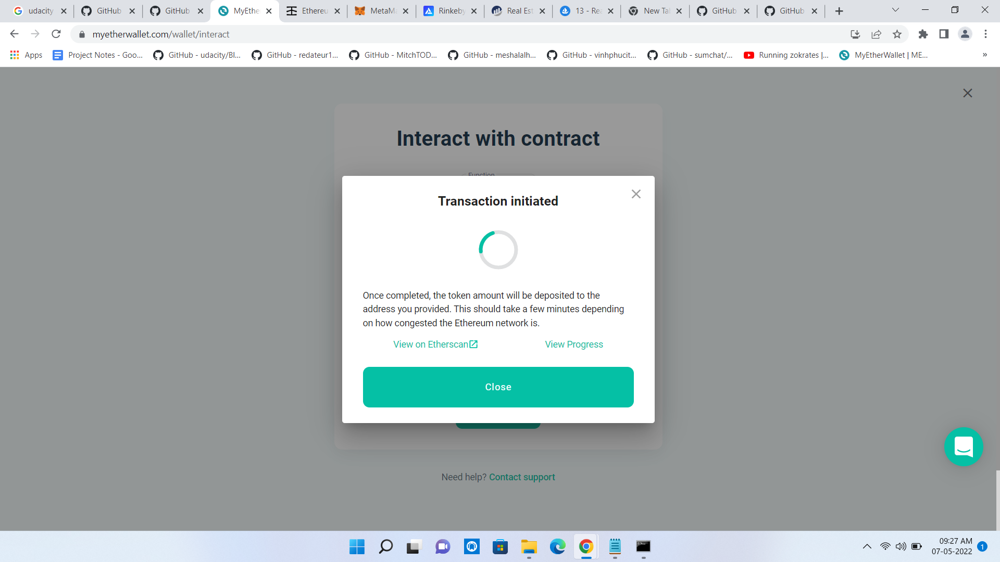 udacity
GitHub
GitHub
MyEthe
Ethereu
MetaMa
Rinkeby
Real Est
13 - Rea
New Tab
GitHub
GitHub
myetherwallet.com/wallet/interact
Apps
Project Notes - Goo...
GitHub - udacity/Bl...
GitHub - redateur1...
GitHub - MitchTOD...
GitHub - meshalalh...
GitHub - vinhphucit...
GitHub - sumchat/...
Running zokrates |...
MyEtherWallet | ME...
»
Interact with contract
Function
Transaction initiated
Once completed, the token amount will be deposited to the
address you provided. This should take a few minutes depending
on how congested the Ethereum network is.
View on Etherscan
View Progress
Close
Need help? Contact support
09:27 AM
07-05-2022
1